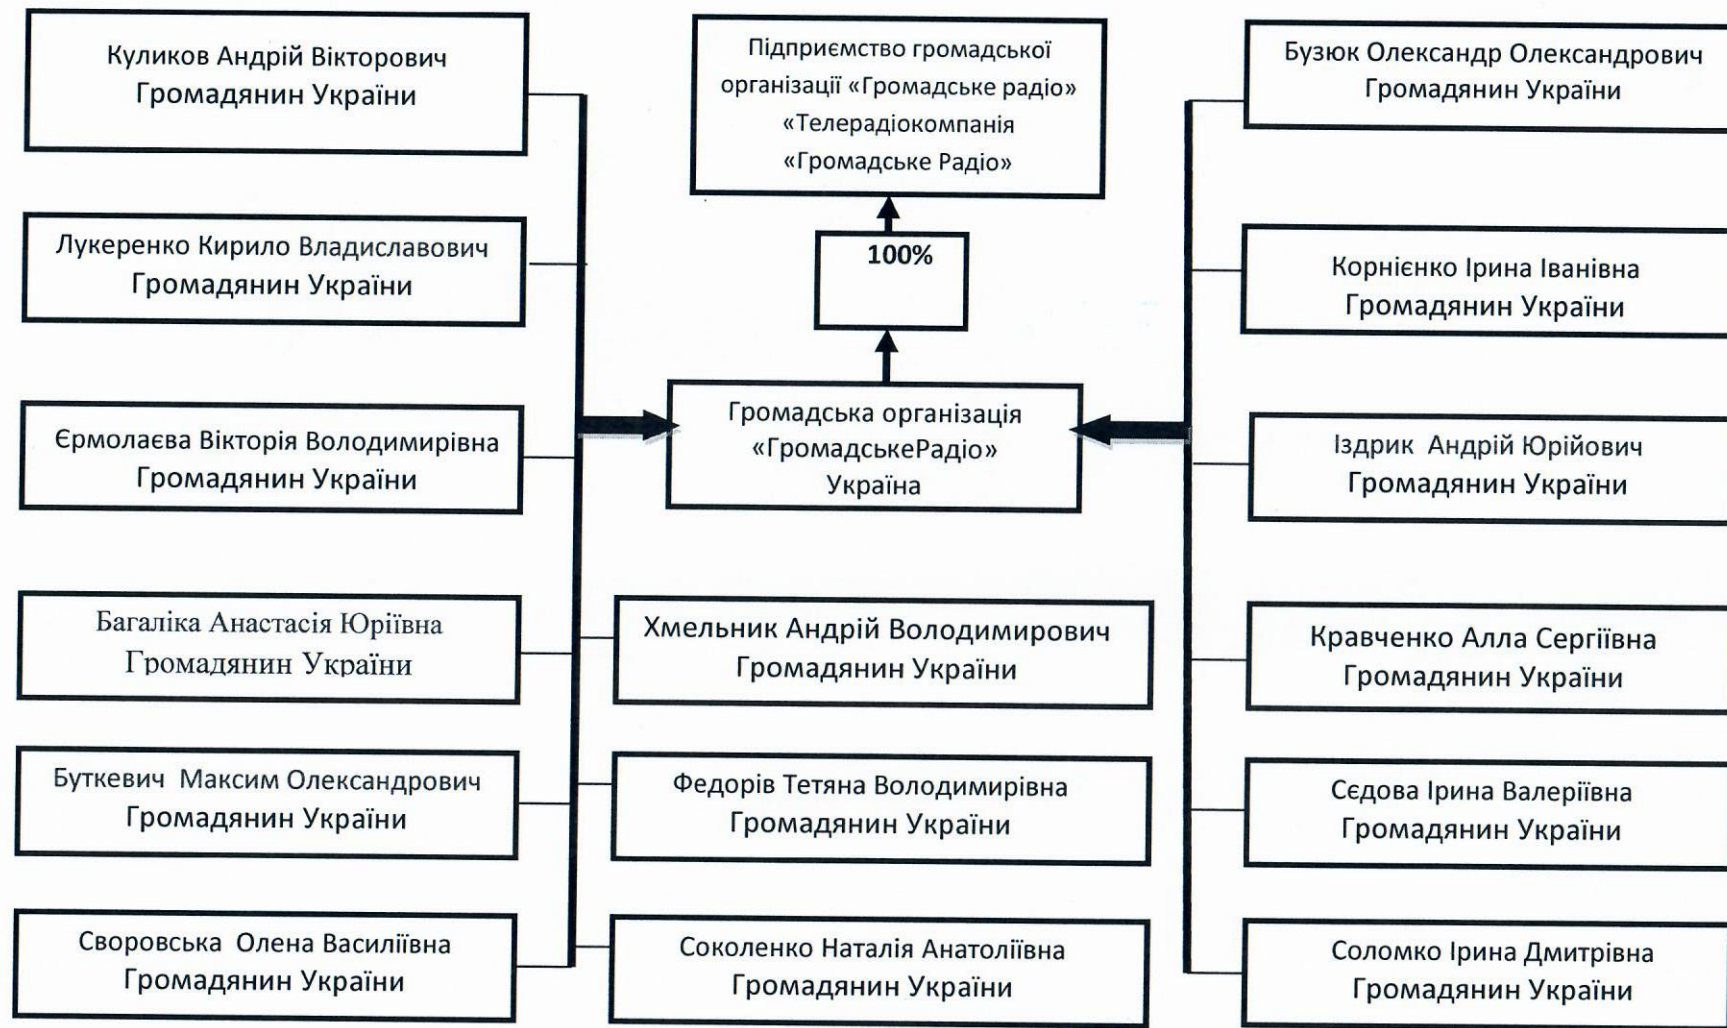 Куликов Андрій Вікторович
Громадянин України
Підприємство громадської
організації «Громадське радіо»
«Телерадіокомпанія
«Громадське Радіо»
Бузюк Олександр Олександрович
Громадянин України
Лукеренко Кирило Владиславович
Громадянин України
100%
Корнієнко Ірина Іванівна
Громадянин України
Єрмолаєва Вікторія Володимирівна
Громадянин України
Громадська організація
«ГромадськеРадіо»
Україна
Іздрик Андрій Юрійович
Громадянин України
Багаліка Анастасія Юріївна
Громадянин України
Хмельник Андрій Володимирович
Громадянин України
Кравченко Алла Сергіївна
Громадянин України
Буткевич Максим Олександрович
Громадянин України
Федорів Тетяна Володимирівна
Громадянин України
Сєдова Ірина Валеріївна
Громадянин України
Своровська Олена Василіївна
Громадянин України
Соколенко Наталія Анатоліївна
Громадянин України
Соломко Ірина Дмитрівна
Громадянин України